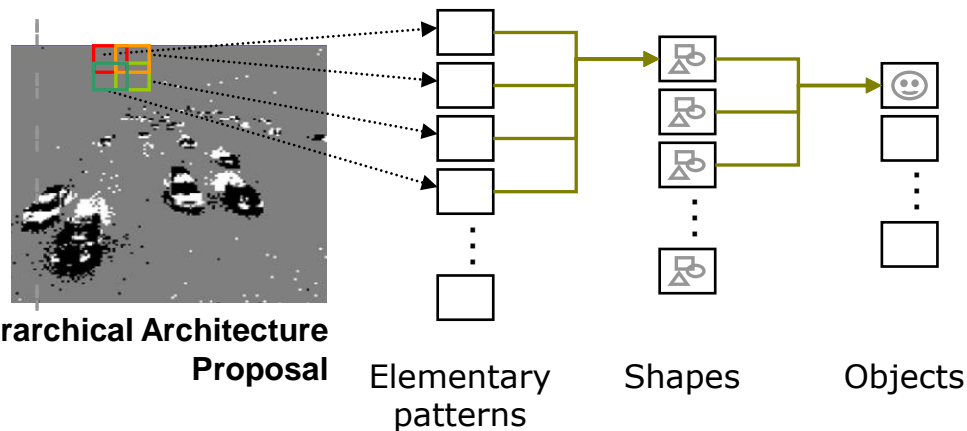 rarchical Architecture
Proposal
Elementary
patterns
Shapes
Objects